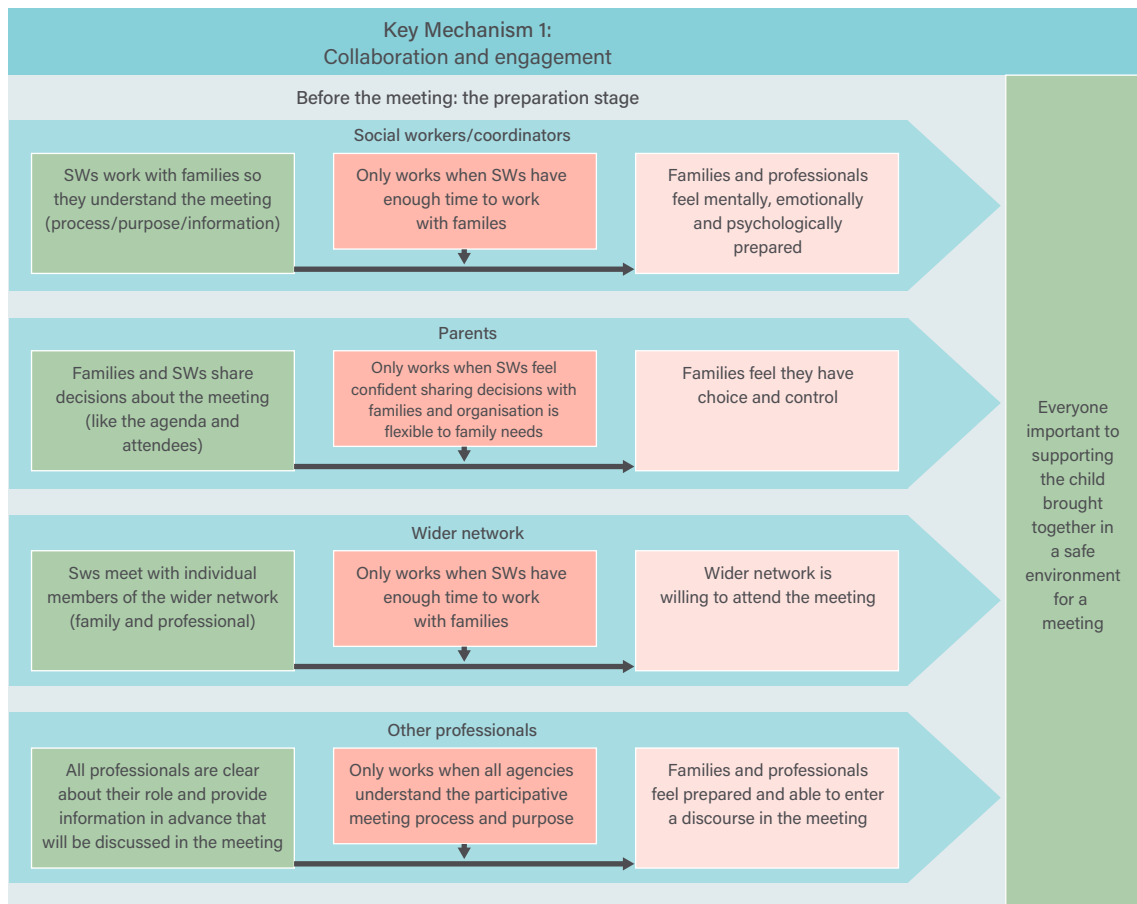 Key Mechanism 1:
Collaboration and engagement
Before the meeting: the preparation stage
Social workers/coordinators
SWs work with families so
they understand the meeting
(process/purpose/information)
Only works when SWs have
enough time to work
with familes
Families and professionals
feel mentally, emotionally
and psychologically
prepared
Parents
Families and SWs share
decisions about the meeting
(like the agenda and
attendees)
Only works when SWs feel
confident sharing decisions with
families and organisation is
flexible to family needs
Families feel they have
choice and control
Wider network
Sws meet with individual
members of the wider network
(family and professional)
Only works when SWs have
enough time to work
with families
Wider network is
willing to attend the meeting
Other professionals
All professionals are clear
about their role and provide
information in advance that
will be discussed in the meeting
Only works when all agencies
understand the participative
meeting process and purpose
Families and professionals
feel prepared and able to enter
a discourse in the meeting
Everyone
important to
supporting
the child
brought
together in
a safe
environment
for a
meeting